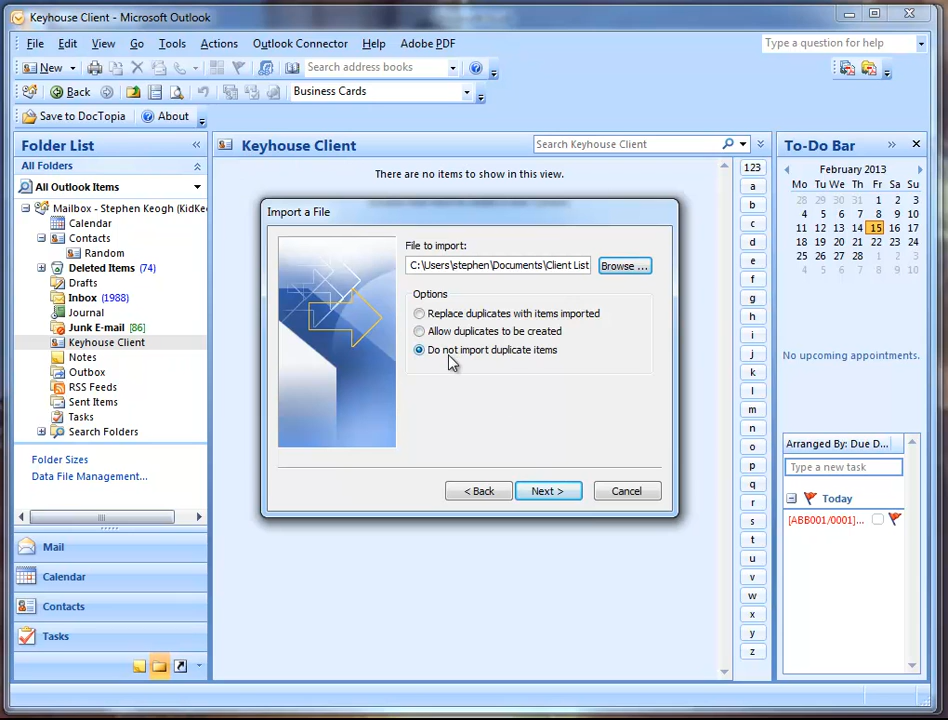 Keyhouse Client - Microsoft Outlook
File Edit View Go Tools Actions Outlook Connector Help Adobe PDF
Type a question for help
New
Search address books
Back
Business Cards
Save to DocTopia
About
Folder List
All Folders
All Outlook Items
Mailbox - Stephen Keogh (KidKe
Calendar
Contacts
Random
Deleted Items (74)
Drafts
Inbox (1988)
Journal
Junk E-mail [86]
Keyhouse Client
Notes
Outbox
RSS Feeds
Sent Items
Tasks
Search Folders
Folder Sizes
Data File Management...
Mail
Calendar
Contacts
Tasks
Keyhouse Client
Search Keyhouse Client
There are no items to show in this view.
Import a File
File to import:
C:\Users\stephen\Documents\Client List
Browse ...
Options
Replace duplicates with items imported
Allow duplicates to be created
Do not import duplicate items
< Back
Next >
Cancel
123
a
b
c
d
e
f
g
h
i
j
k
l
m
n
o
p
q
r
s
t
u
v
w
x
y
z
To-Do Bar
February 2013
Mo Tu We Th Fr Sa Su
28 29 30 31 1 2 3
4 5 6 7 8 9 10
11 12 13 14 15 16 17
18 19 20 21 22 23 24
25 26 27 28 1 2 3
4 5 6 7 8 9 10
No upcoming appointments.
Arranged By: Due D...
Type a new task
Today
[ABB001/0001]...